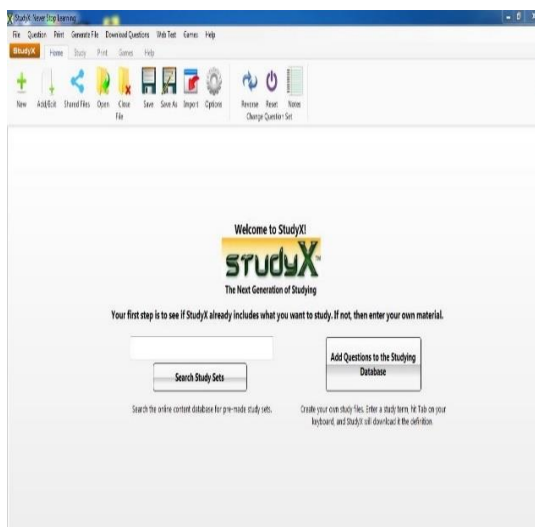 StudyX: Never Stop Learning
File Question Print Generate File Download Questions Web Test Games Help
StudyX Home Study Print Games Help
New Add/Edit Shared Files Open Close Save Save As Import Options Reverse Reset Notes
File Change Question Set
Welcome to StudyX!
STUDYX™
The Next Generation of Studying
Your first step is to see if StudyX already includes what you want to study. If not, then enter your own material.
Search Study Sets
Add Questions to the Studying
Database
Search the online content database for pre-made study sets.
Create your own study files. Enter a study term, hit Tab on your
keyboard, and StudyX will download it the definition.